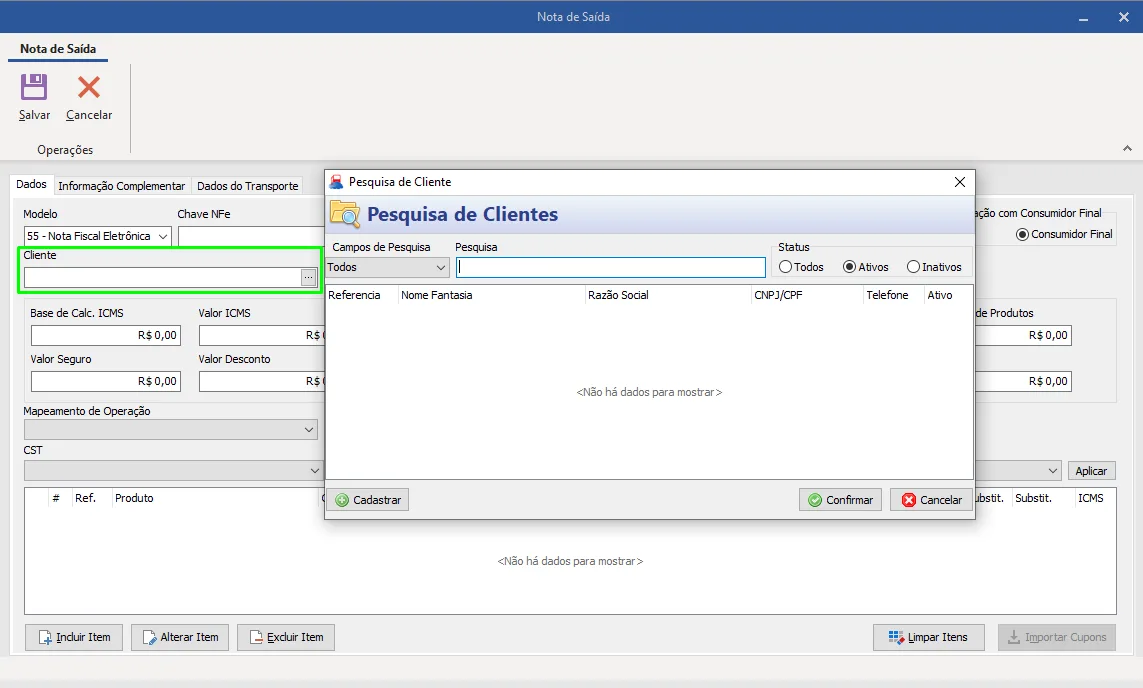 Nota de Saída
Nota de Saída
Salvar Cancelar
Operações
Dados Informação Complementar Dados do Transporte
Modelo Chave NFe
55 - Nota Fiscal Eletrônica
Cliente
...
Base de Calc. ICMS Valor ICMS
R$ 0,00 R$
Valor Seguro Valor Desconto
R$ 0,00 R$
Mapeamento de Operação
CST
Pesquisa de Cliente
Pesquisa de Clientes
Campos de Pesquisa Pesquisa Status
Todos Todos Ativos Inativos
Referencia Nome Fantasia Razão Social CNPJ/CPF Telefone Ativo
<Não há dados para mostrar>
Cadastrar Confirmar Cancelar
ação com Consumidor Final
Consumidor Final
de Produtos
R$ 0,00
R$ 0,00
Aplicar
# Ref. Produto ubstit. Substit. ICMS
<Não há dados para mostrar>
Incluir Item Alterar Item Excluir Item Limpar Itens Importar Cupons